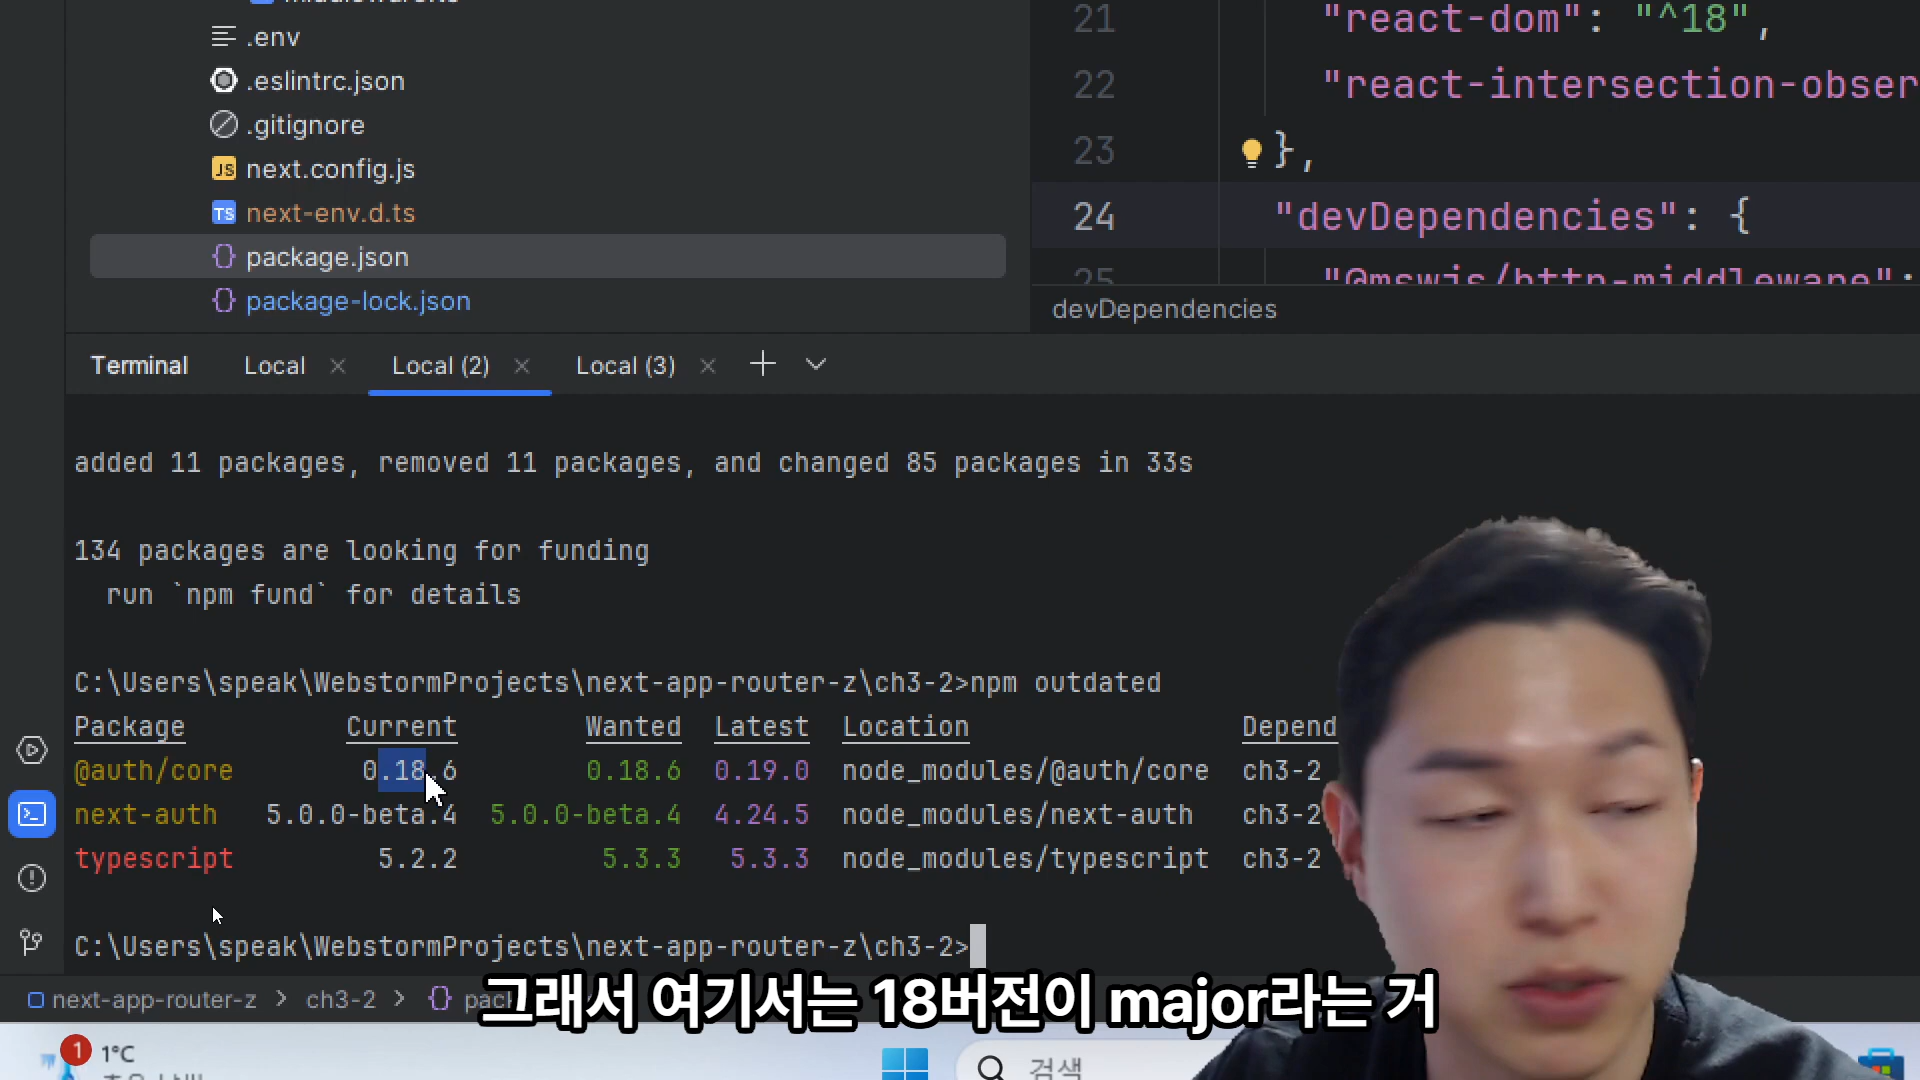 .env
.eslintrc.json
.gitignore
next.config.js
next-env.d.ts
package.json
package-lock.json
21 "react-dom": "^18",
22 "react-intersection-obser
23 },
24 "devDependencies": {
25 "@mswjs/http-middleware":
devDependencies
Terminal Local Local (2) Local (3)
added 11 packages, removed 11 packages, and changed 85 packages in 33s
134 packages are looking for funding
run `npm fund` for details
C:\Users\speak\WebstormProjects\next-app-router-z\ch3-2>npm outdated
Package Current Wanted Latest Location Depend
@auth/core 0.18.6 0.18.6 0.19.0 node_modules/@auth/core ch3-2
next-auth 5.0.0-beta.4 5.0.0-beta.4 4.24.5 node_modules/next-auth ch3-2
typescript 5.2.2 5.3.3 5.3.3 node_modules/typescript ch3-2
C:\Users\speak\WebstormProjects\next-app-router-z\ch3-2>
next-app-router-z > ch3-2 >
그래서 여기서는 18버전이 major라는 거
1
1°C
검색